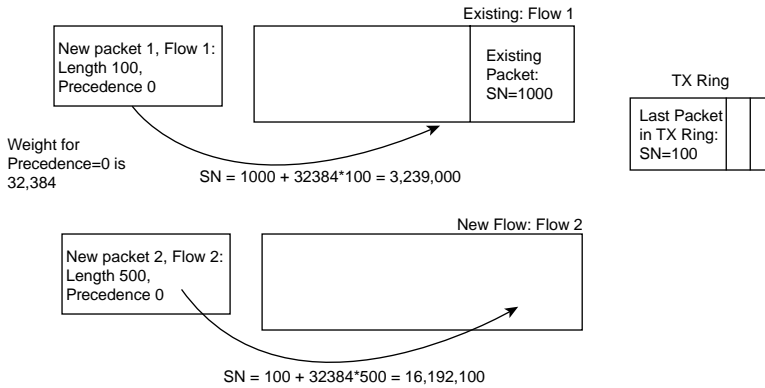 Existing: Flow 1
New packet 1, Flow 1:
Length 100,
Precedence 0
Existing
Packet:
SN=1000
TX Ring
Last Packet
in TX Ring:
SN=100
Weight for
Precedence=0 is
32,384
SN = 1000 + 32384*100 = 3,239,000
New Flow: Flow 2
New packet 2, Flow 2:
Length 500,
Precedence 0
SN = 100 + 32384*500 = 16,192,100